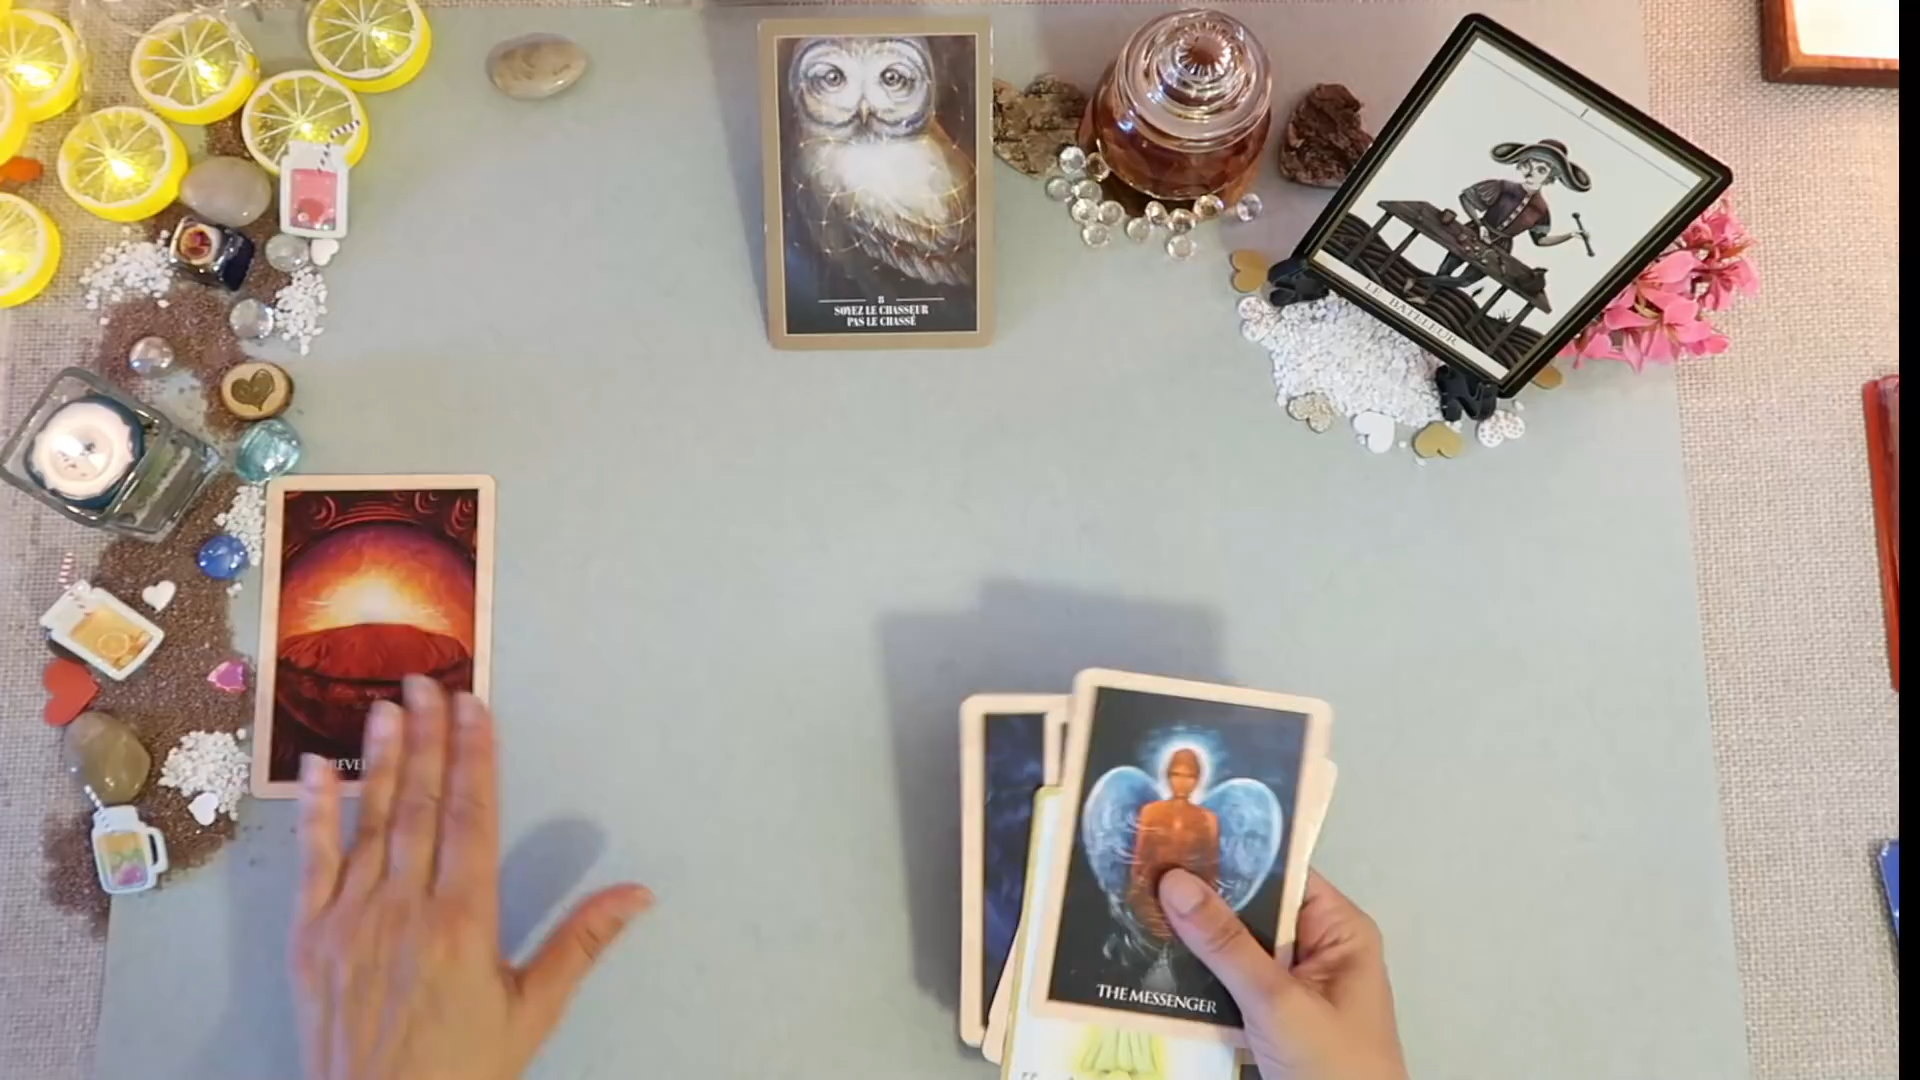 I
8
SOYEZ LE CHASSEUR
PAS LE CHASSÉ
LE BATELEUR
THE MESSENGER